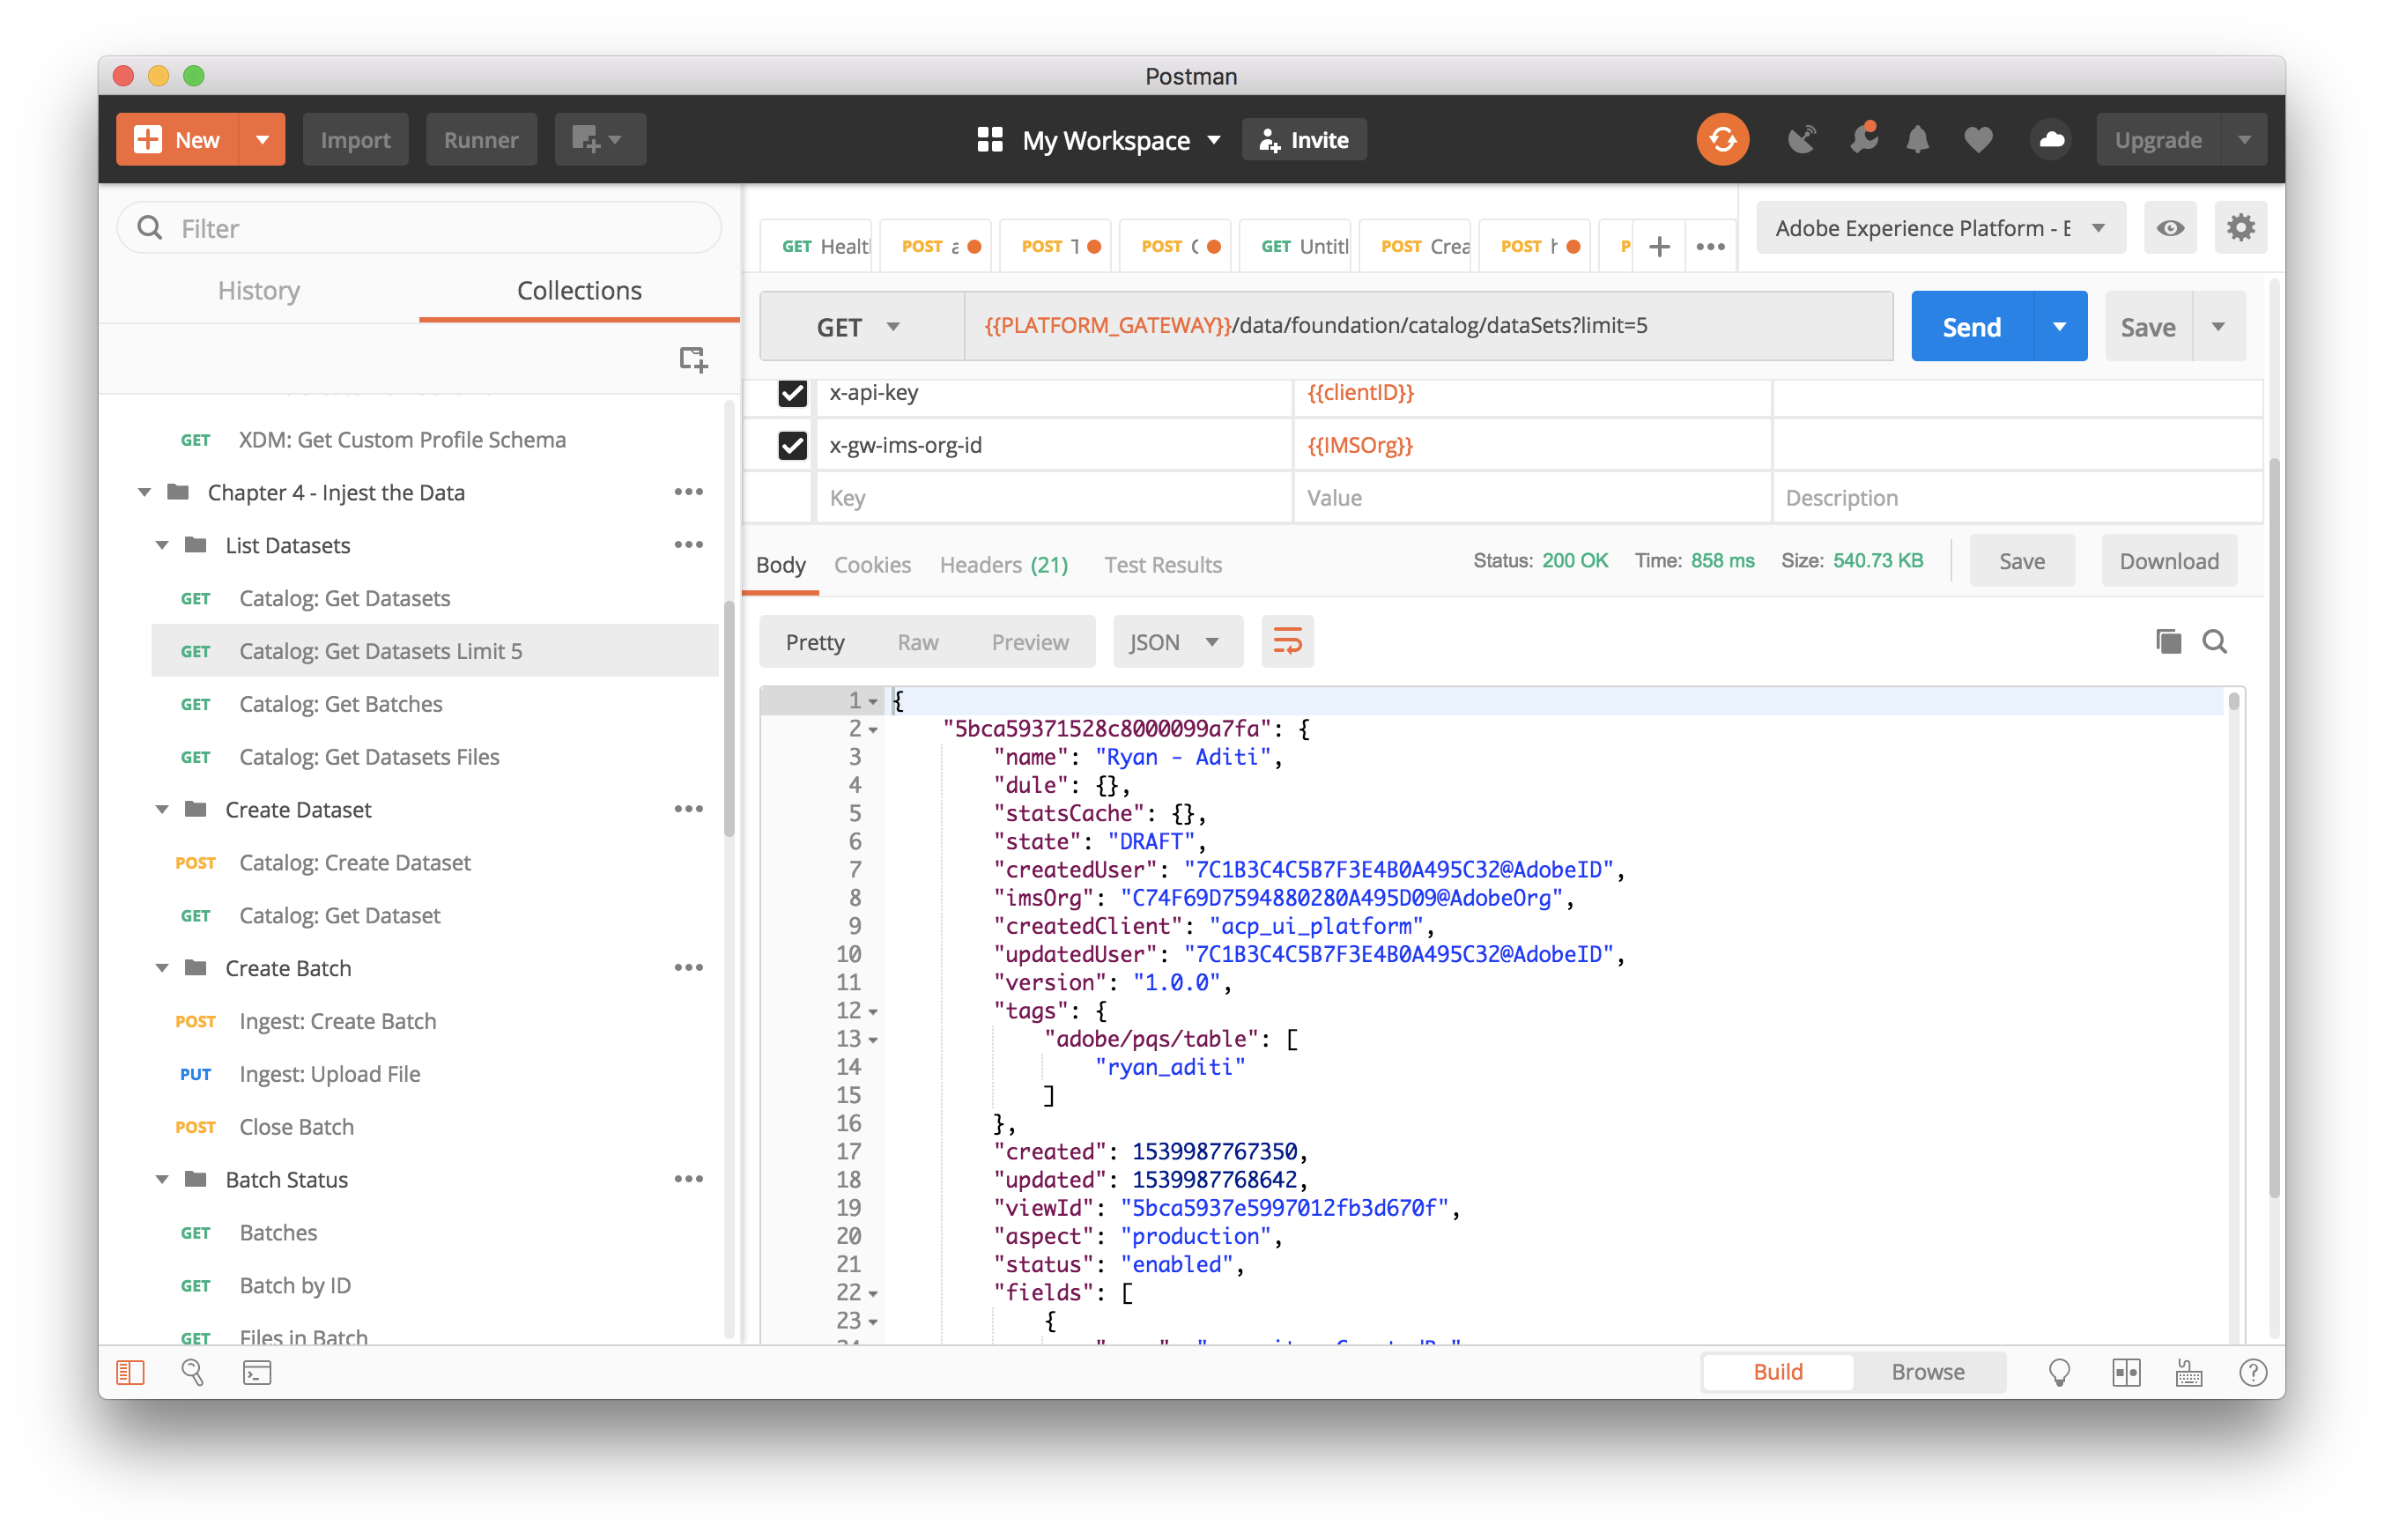 Postman
New
Import
Runner
My Workspace
Invite
Upgrade
Filter
History
Collections
GET XDM: Get Custom Profile Schema
Chapter 4 - Injest the Data
List Datasets
GET Catalog: Get Datasets
GET Catalog: Get Datasets Limit 5
GET Catalog: Get Batches
GET Catalog: Get Datasets Files
Create Dataset
POST Catalog: Create Dataset
GET Catalog: Get Dataset
Create Batch
POST Ingest: Create Batch
PUT Ingest: Upload File
POST Close Batch
Batch Status
GET Batches
GET Batch by ID
GET Files in Batch
GET Healt POST a POST T POST C GET Untitl POST Crea POST h P
Adobe Experience Platform - E
GET {{PLATFORM_GATEWAY}}/data/foundation/catalog/dataSets?limit=5
Send
Save
x-api-key {{clientID}}
x-gw-ims-org-id {{IMSOrg}}
Key Value Description
Body Cookies Headers (21) Test Results
Status: 200 OK Time: 858 ms Size: 540.73 KB
Save
Download
Pretty Raw Preview JSON
1 {
2 "5bca59371528c8000099a7fa": {
3 "name": "Ryan - Aditi",
4 "dule": {},
5 "statsCache": {},
6 "state": "DRAFT",
7 "createdUser": "7C1B3C4C5B7F3E4B0A495C32@AdobeID",
8 "imsOrg": "C74F69D7594880280A495D09@AdobeOrg",
9 "createdClient": "acp_ui_platform",
10 "updatedUser": "7C1B3C4C5B7F3E4B0A495C32@AdobeID",
11 "version": "1.0.0",
12 "tags": {
13 "adobe/pqs/table": [
14 "ryan_aditi"
15 ]
16 },
17 "created": 1539987767350,
18 "updated": 1539987768642,
19 "viewId": "5bca5937e5997012fb3d670f",
20 "aspect": "production",
21 "status": "enabled",
22 "fields": [
23 {
Build
Browse